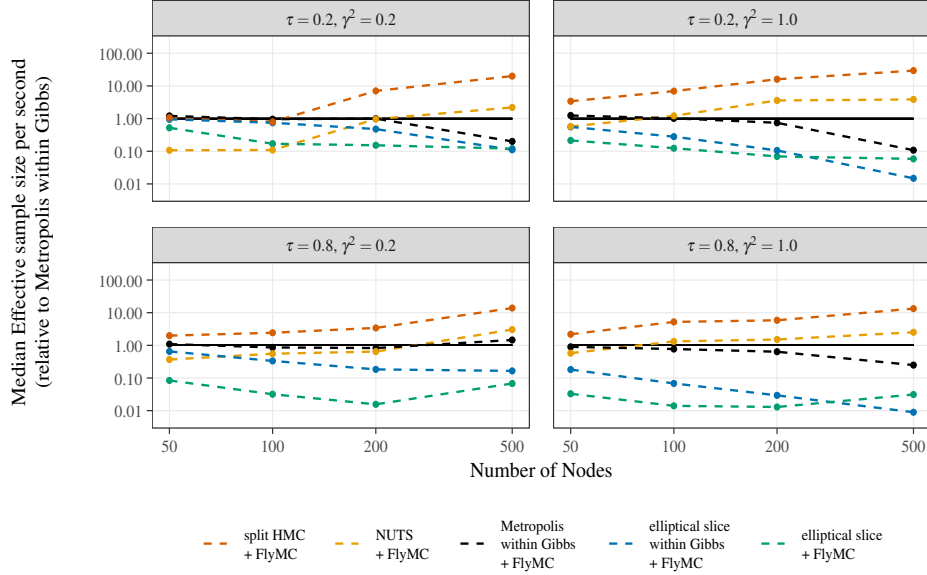 τ = 0.2, γ² = 0.2
τ = 0.2, γ² = 1.0
100.00
10.00
1.00
0.10
0.01
Median Effective sample size per second
(relative to Metropolis within Gibbs)
τ = 0.8, γ² = 0.2
τ = 0.8, γ² = 1.0
100.00
10.00
1.00
0.10
0.01
50 100 200 500 50 100 200 500
Number of Nodes
split HMC
+ FlyMC
NUTS
+ FlyMC
Metropolis
within Gibbs
+ FlyMC
elliptical slice
within Gibbs
+ FlyMC
elliptical slice
+ FlyMC